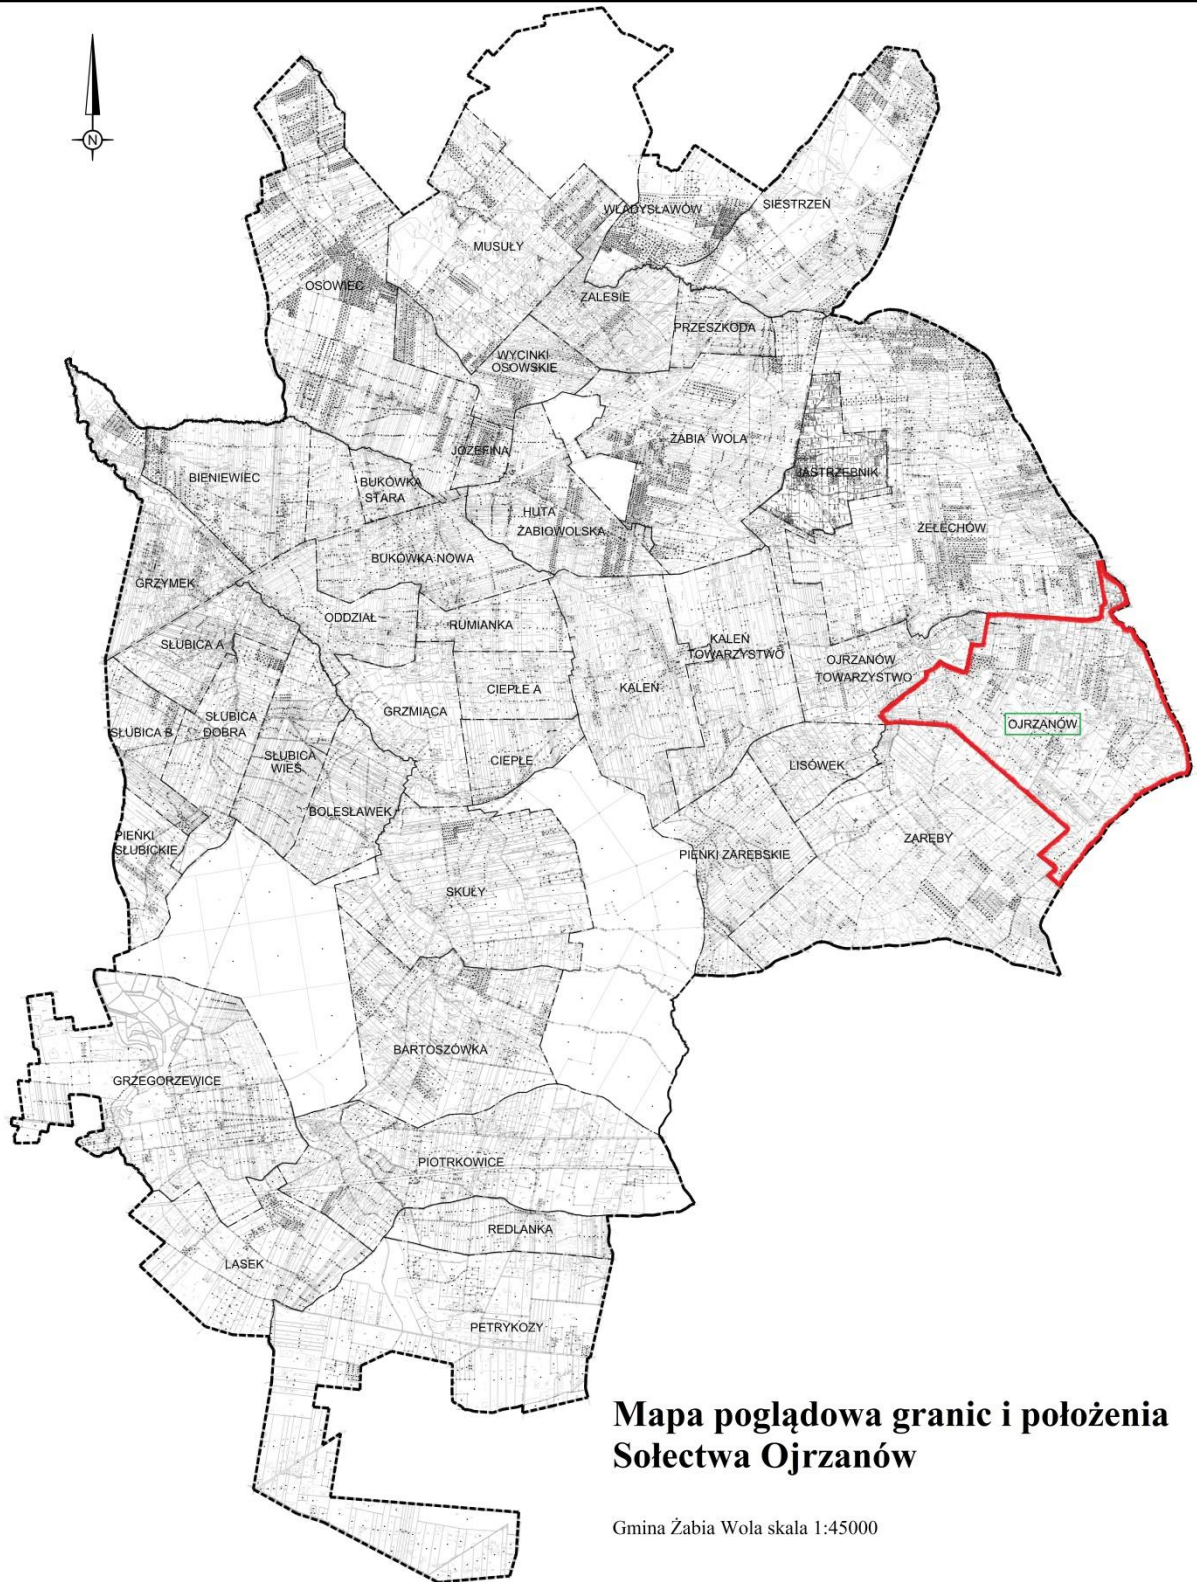 N
WŁADYSŁAWÓW
SIESTRZEŃ
MUSUŁY
OSOWIEC
ZALESIE
PRZESZKODA
WYCINKI
OSOWSKIE
ŻABIA WOLA
JÓZEFINA
JASTRZĘBNIK
BIENIEWIEC
BUKÓWKA
STARA
HUTA
ŻABIOWOLSKA
ŻELECHÓW
BUKÓWKA NOWA
GRZYMEK
ODDZIAŁ
RUMIANKA
SŁUBICA A
KALEŃ
TOWARZYSTWO
OJRZANÓW
TOWARZYSTWO
CIEPŁE A
KALEŃ
GRZMIĄCA
SŁUBICA B
SŁUBICA
DOBRA
OJRZANÓW
SŁUBICA
WIEŚ
CIEPŁE
LISÓWEK
BOLESŁAWEK
PIEŃKI
SŁUBICKIE
ZARĘBY
PIEŃKI ZARĘBSKIE
SKUŁY
BARTOSZÓWKA
GRZEGORZEWICE
PIOTRKOWICE
REDLANKA
LASEK
PETRYKOZY
Mapa poglądowa granic i położenia
Sołectwa Ojrzanów
Gmina Żabia Wola skala 1:45000